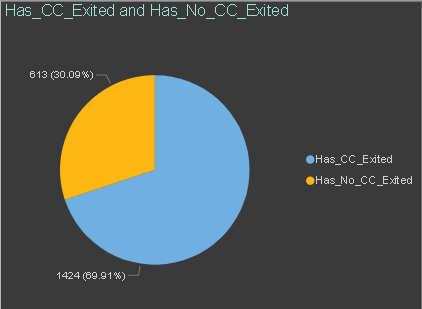 Has_CC_Exited and Has_No_CC_Exited
613 (30.09%)
Has_CC_Exited
Has_No_CC_Exited
1424 (69.91%)